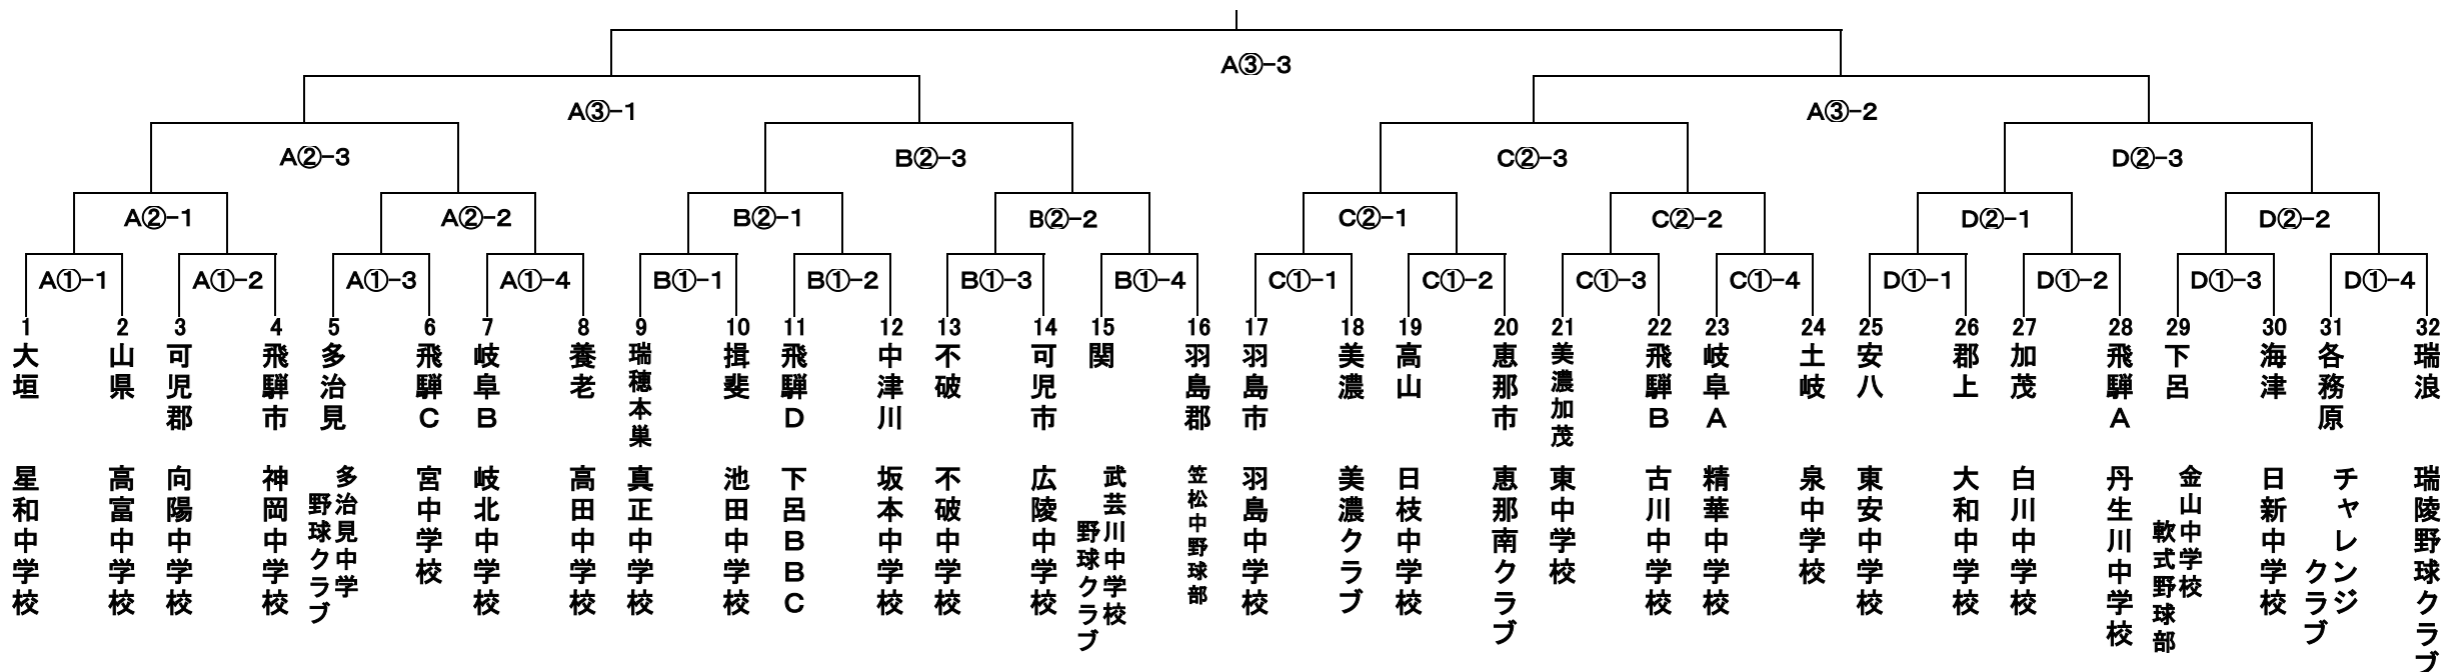 A③-3
A③-1
A③-2
A②-3
B②-3
C②-3
D②-3
A②-1
A②-2
B②-1
B②-2
C②-1
C②-2
D②-1
D②-2
A①-1
A①-2
A①-3
A①-4
B①-1
B①-2
B①-3
B①-4
C①-1
C①-2
C①-3
C①-4
D①-1
D①-2
D①-3
D①-4
1 大垣 星和中学校
2 山県 高富中学校
3 可児郡 向陽中学校
4 飛騨市 神岡中学校
5 多治見 多治見中学
野球クラブ
6 飛騨C 宮中学校
7 岐阜B 岐北中学校
8 養老 高田中学校
9 瑞穂本巣 真正中学校
10 揖斐 池田中学校
11 飛騨D 下呂BBC
12 中津川 坂本中学校
13 不破 不破中学校
14 可児市 広陵中学校
15 関 武芸川中学校
野球クラブ
16 羽島郡 笠松中野球部
17 羽島市 羽島中学校
18 美濃 美濃クラブ
19 高山 日枝中学校
20 恵那市 恵那南クラブ
21 美濃加茂 東中学校
22 飛騨B 古川中学校
23 岐阜A 精華中学校
24 土岐 泉中学校
25 安八 東安中学校
26 郡上 大和中学校
27 加茂 白川中学校
28 飛騨A 丹生川中学校
29 下呂 金山中学校
軟式野球部
30 海津 日新中学校
31 各務原 チャレンジ
クラブ
32 瑞浪 瑞陵野球クラブ